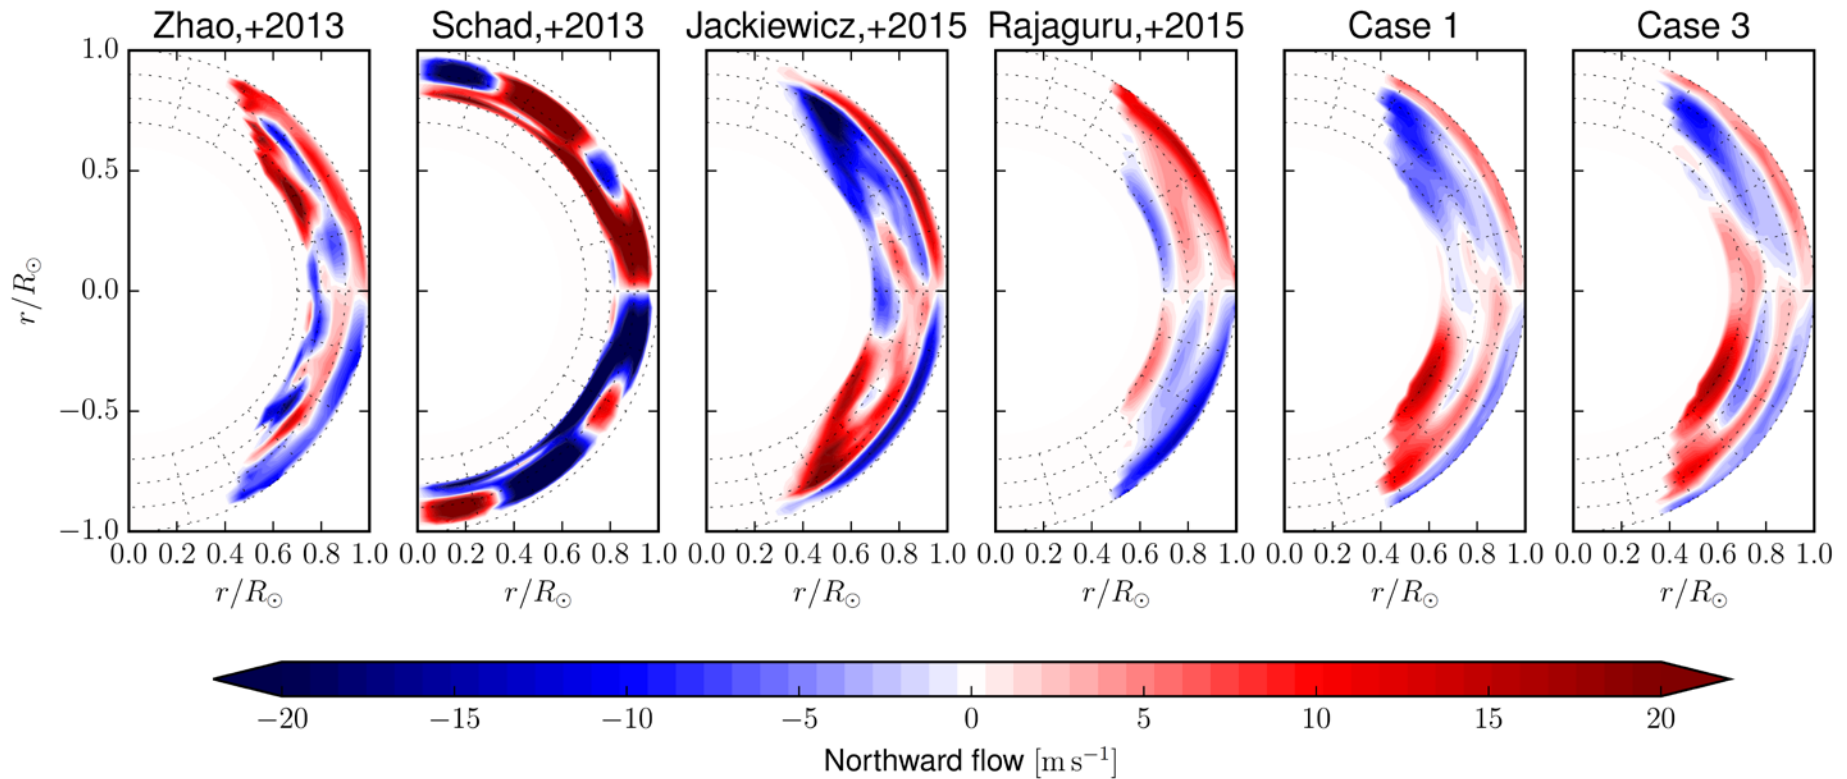 Zhao,+2013 Schad,+2013 Jackiewicz,+2015 Rajaguru,+2015 Case 1 Case 3
1.0
0.5
0.0
−0.5
−1.0
r/R⊙
0.0 0.2 0.4 0.6 0.8 1.0 0.0 0.2 0.4 0.6 0.8 1.0 0.0 0.2 0.4 0.6 0.8 1.0 0.0 0.2 0.4 0.6 0.8 1.0 0.0 0.2 0.4 0.6 0.8 1.0 0.0 0.2 0.4 0.6 0.8 1.0
r/R⊙ r/R⊙ r/R⊙ r/R⊙ r/R⊙ r/R⊙
−20 −15 −10 −5 0 5 10 15 20
Northward flow [m s⁻¹]